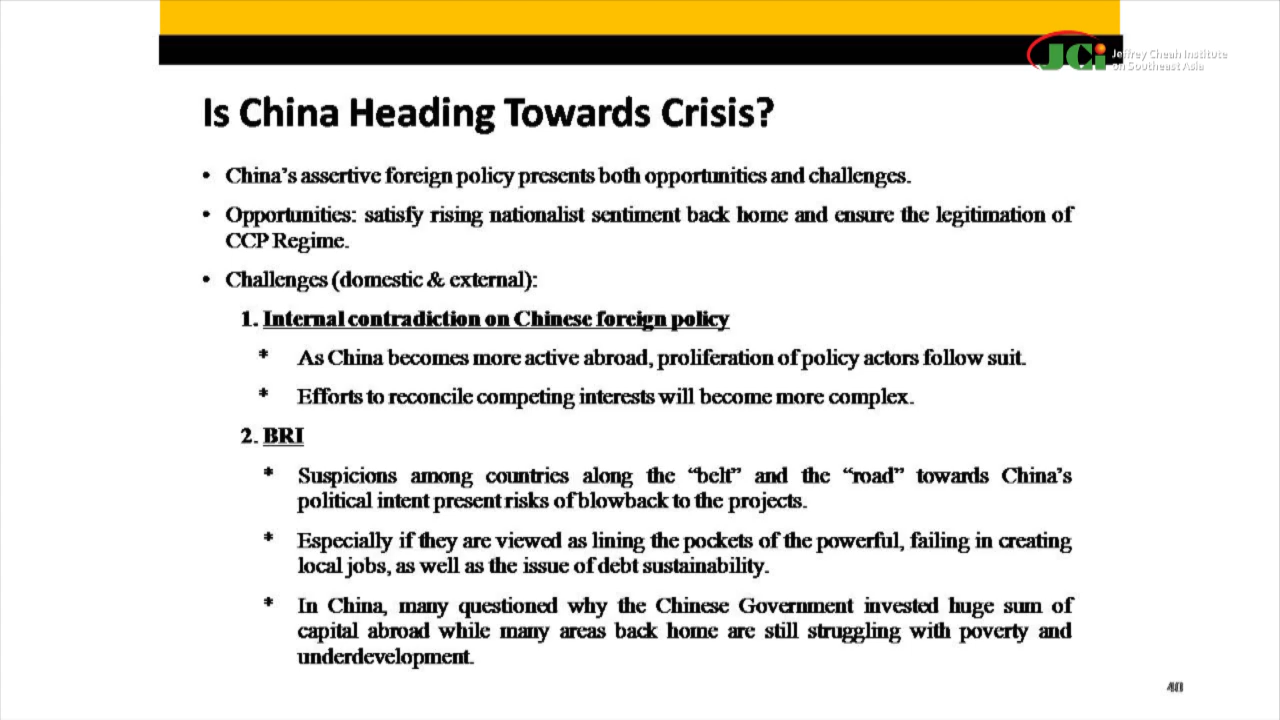 JCi Jeffrey Cheah Institute
on Southeast Asia
Is China Heading Towards Crisis?
• China's assertive foreign policy presents both opportunities and challenges.
• Opportunities: satisfy rising nationalist sentiment back home and ensure the legitimation of
CCP Regime.
• Challenges (domestic & external):
1. Internal contradiction on Chinese foreign policy
* As China becomes more active abroad, proliferation of policy actors follow suit.
* Efforts to reconcile competing interests will become more complex.
2. BRI
* Suspicions among countries along the “belt” and the “road” towards China's
political intent present risks of blowback to the projects.
* Especially if they are viewed as lining the pockets of the powerful, failing in creating
local jobs, as well as the issue of debt sustainability.
* In China, many questioned why the Chinese Government invested huge sum of
capital abroad while many areas back home are still struggling with poverty and
underdevelopment.
40